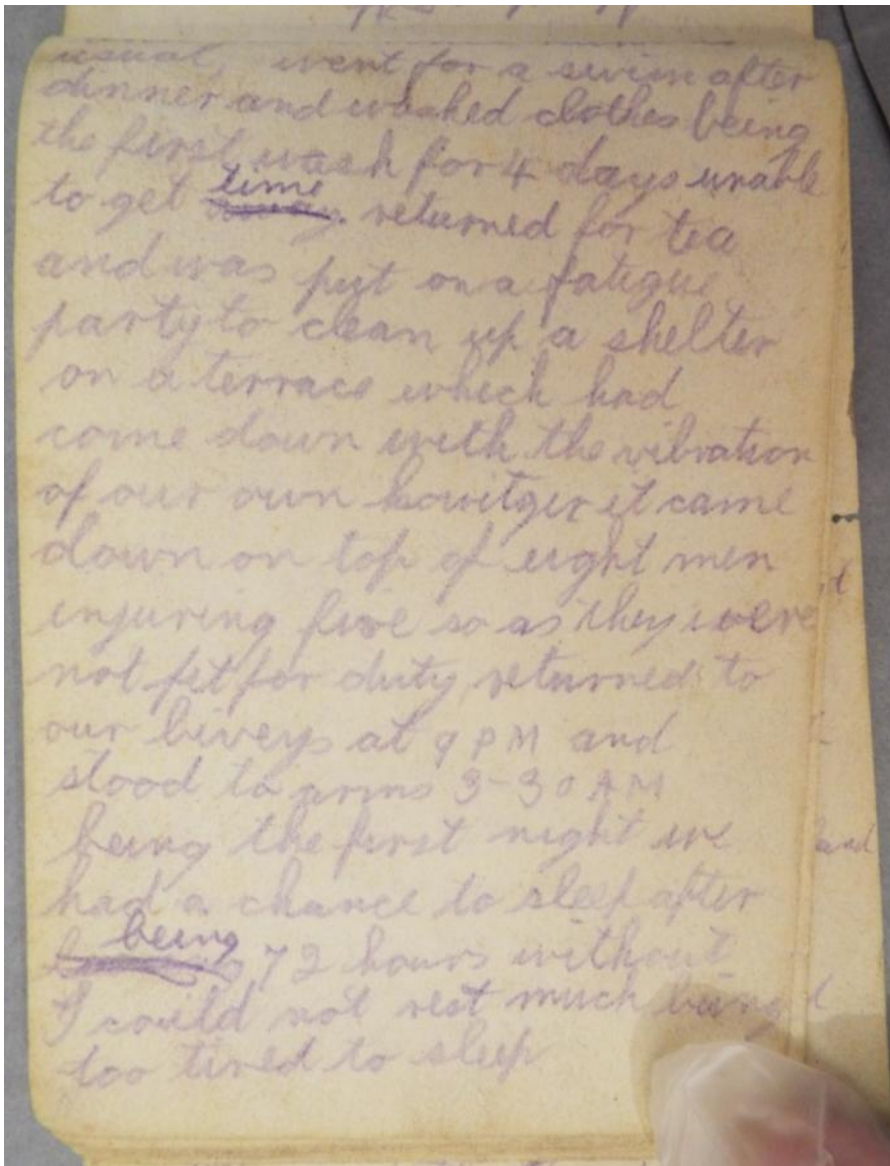 usual, went for a swim after
dinner and washed clothes being
the first wash for 4 days unable
to get time returned for tea
and was put on a fatigue
party to clean up a shelter
on a terrace which had
come down with the vibration
of our own howitzer it came
down on top of eight men
injuring five so as they were
not fit for duty, returned to
our bivveys at 9 PM and
stood to arms 3-30 AM
being the first night we
had a chance to sleep after
being 72 hours without
I could not rest much being
too tired to sleep